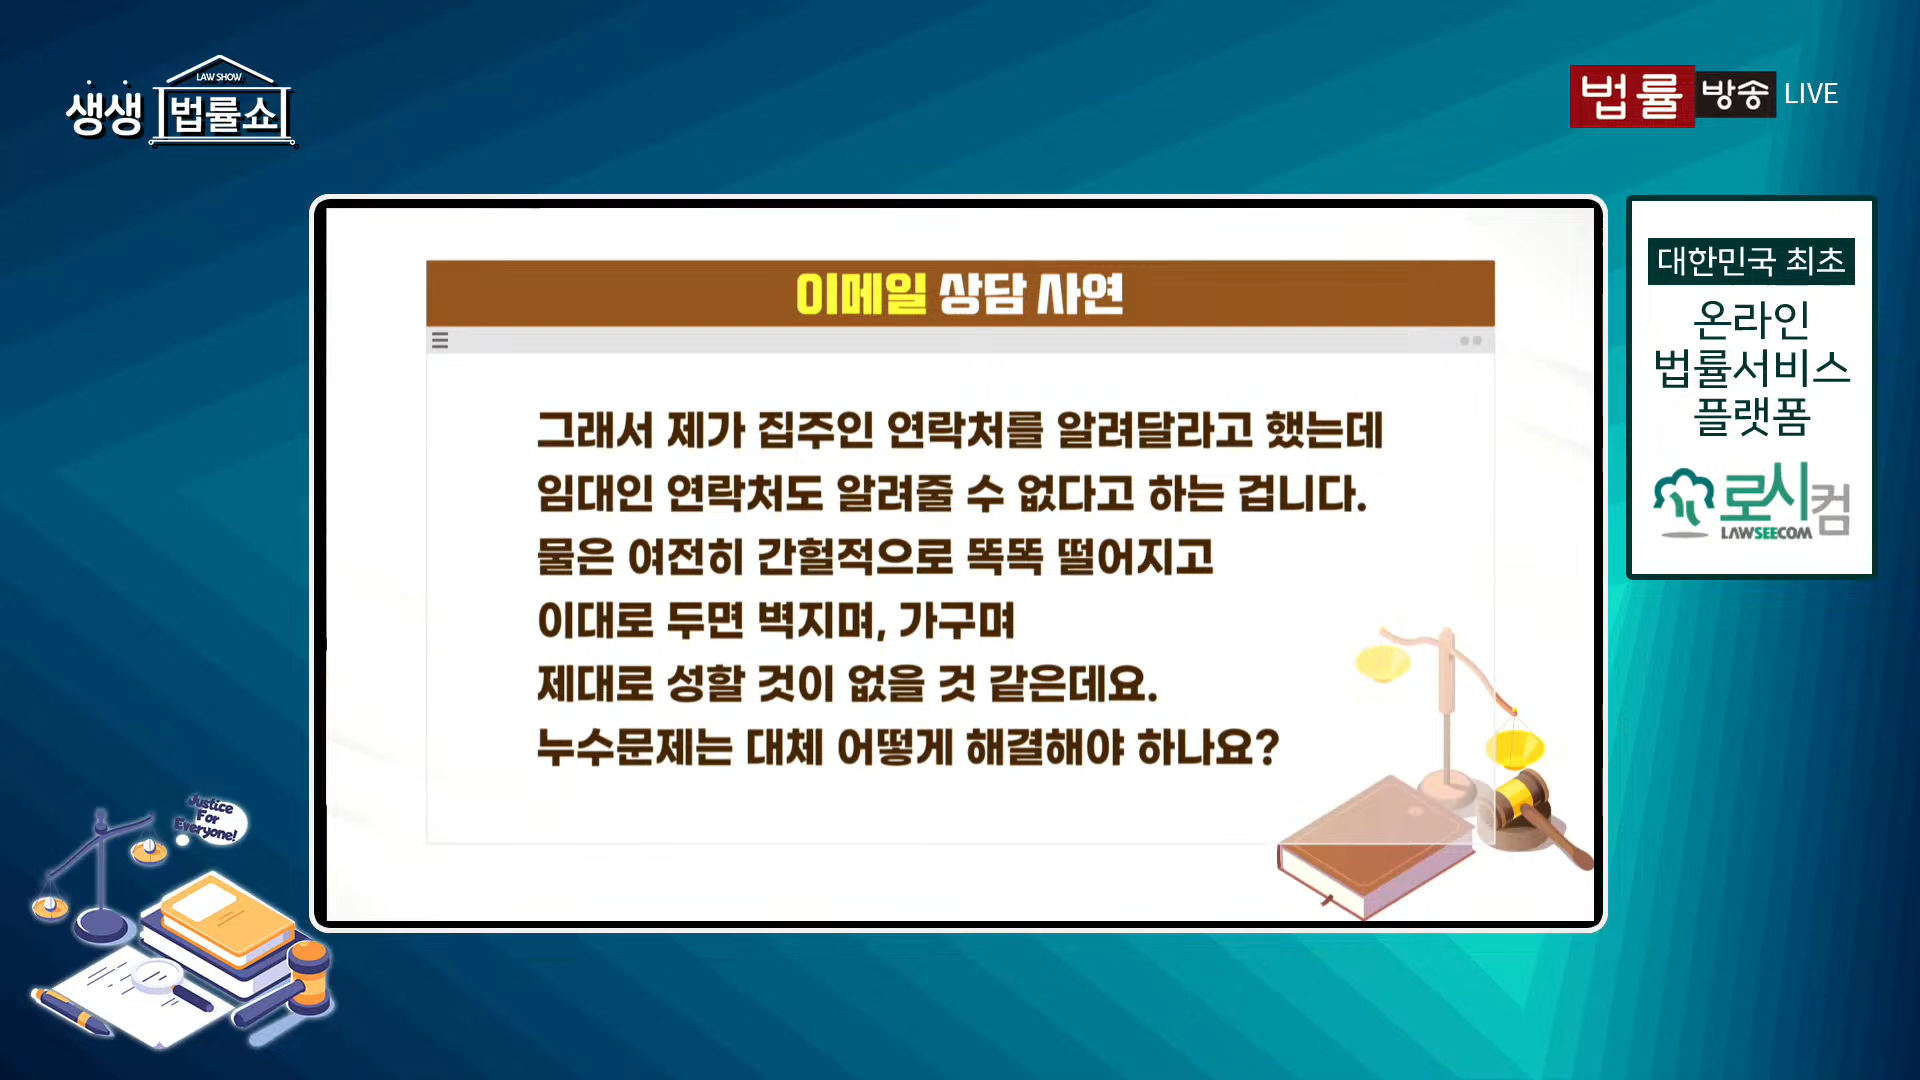 생생 법률쇼
LAW SHOW
법률방송 LIVE
이메일 상담 사연
그래서 제가 집주인 연락처를 알려달라고 했는데
임대인 연락처도 알려줄 수 없다고 하는 겁니다.
물은 여전히 간헐적으로 똑똑 떨어지고
이대로 두면 벽지며, 가구며
제대로 성할 것이 없을 것 같은데요.
누수문제는 대체 어떻게 해결해야 하나요?
대한민국 최초
온라인
법률서비스
플랫폼
로시컴
LAWSEECOM
Justice
For
Everyone!